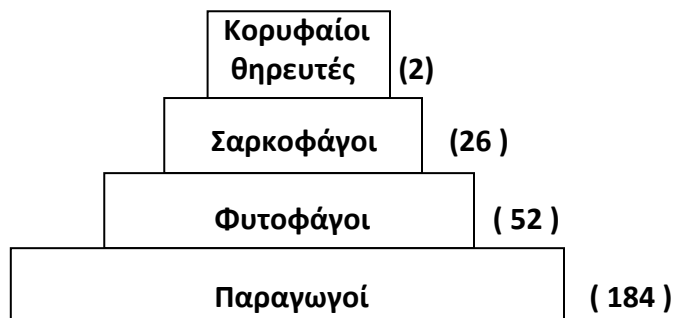 Κορυφαίοι
θηρευτές (2)
Σαρκοφάγοι (26 )
Φυτοφάγοι ( 52 )
Παραγωγοί ( 184 )